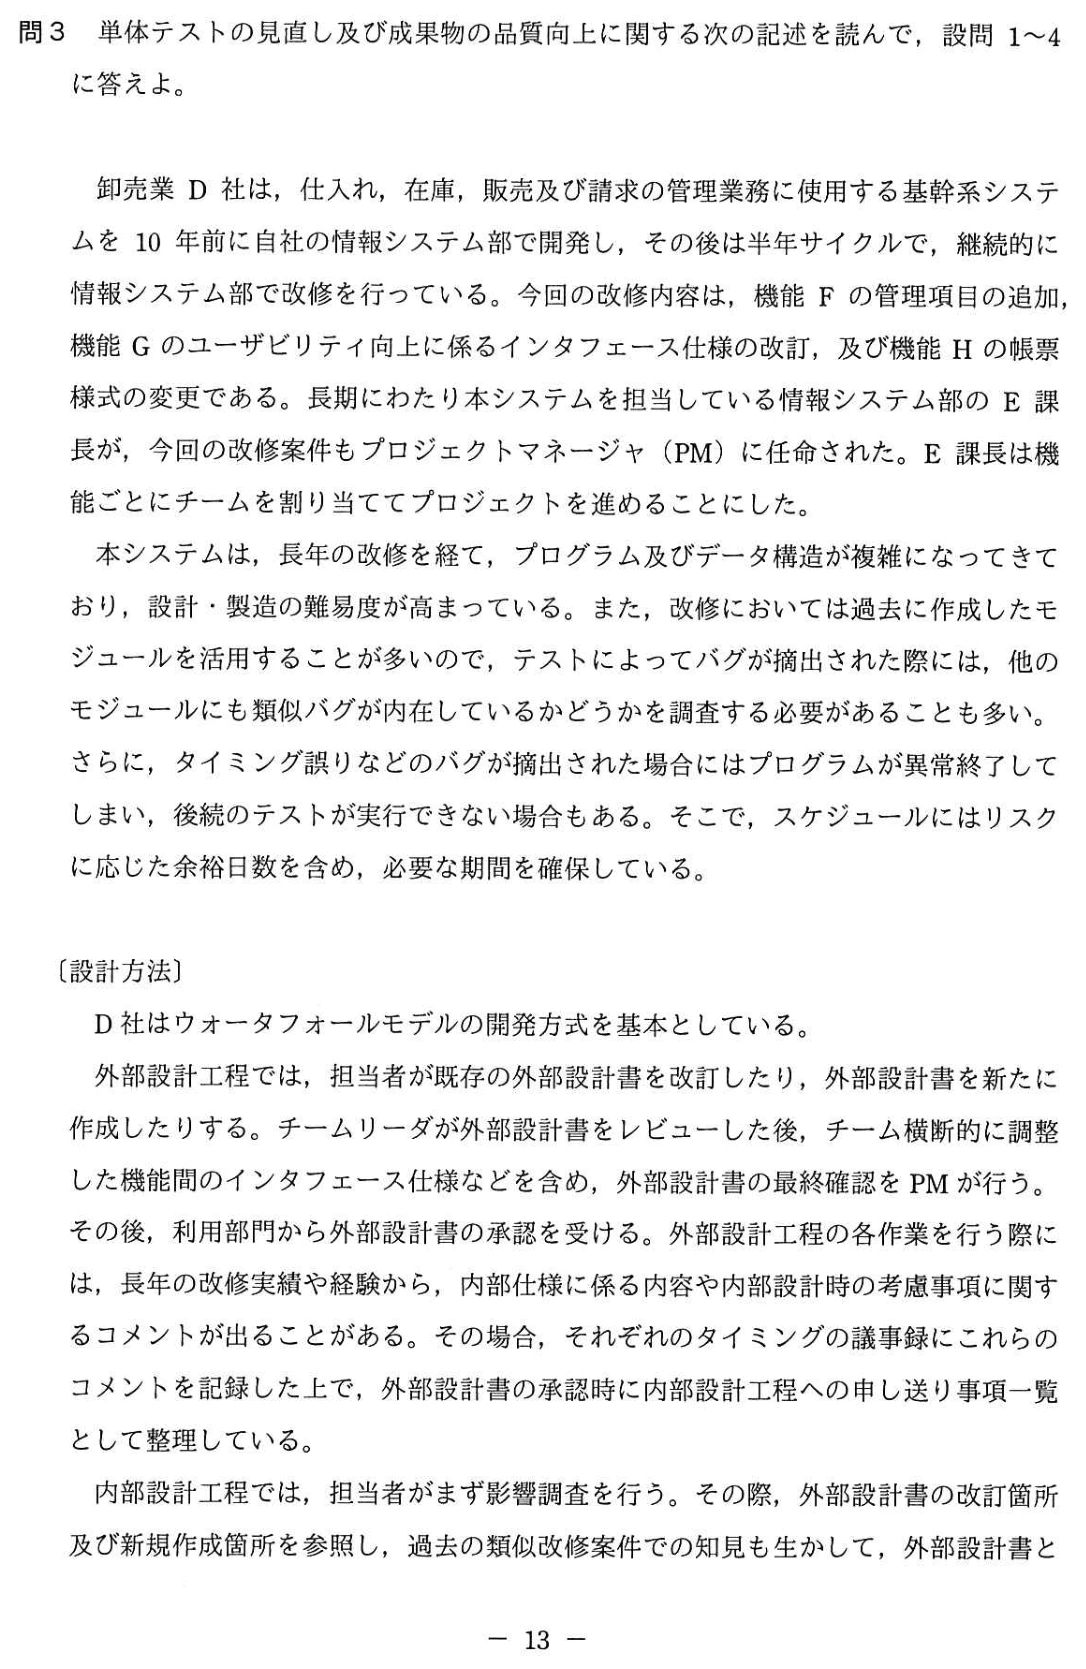 問3　単体テストの見直し及び成果物の品質向上に関する次の記述を読んで，設問 1～4
に答えよ。
卸売業 D 社は，仕入れ，在庫，販売及び請求の管理業務に使用する基幹系システ
ムを 10 年前に自社の情報システム部で開発し，その後は半年サイクルで，継続的に
情報システム部で改修を行っている。今回の改修内容は，機能 F の管理項目の追加，
機能 G のユーザビリティ向上に係るインタフェース仕様の改訂，及び機能 H の帳票
様式の変更である。長期にわたり本システムを担当している情報システム部の E 課
長が，今回の改修案件もプロジェクトマネージャ（PM）に任命された。E 課長は機
能ごとにチームを割り当ててプロジェクトを進めることにした。
本システムは，長年の改修を経て，プログラム及びデータ構造が複雑になってきて
おり，設計・製造の難易度が高まっている。また，改修においては過去に作成したモ
ジュールを活用することが多いので，テストによってバグが摘出された際には，他の
モジュールにも類似バグが内在しているかどうかを調査する必要があることも多い。
さらに，タイミング誤りなどのバグが摘出された場合にはプログラムが異常終了して
しまい，後続のテストが実行できない場合もある。そこで，スケジュールにはリスク
に応じた余裕日数を含め，必要な期間を確保している。
〔設計方法〕
D 社はウォータフォールモデルの開発方式を基本としている。
外部設計工程では，担当者が既存の外部設計書を改訂したり，外部設計書を新たに
作成したりする。チームリーダが外部設計書をレビューした後，チーム横断的に調整
した機能間のインタフェース仕様などを含め，外部設計書の最終確認を PM が行う。
その後，利用部門から外部設計書の承認を受ける。外部設計工程の各作業を行う際に
は，長年の改修実績や経験から，内部仕様に係る内容や内部設計時の考慮事項に関す
るコメントが出ることがある。その場合，それぞれのタイミングの議事録にこれらの
コメントを記録した上で，外部設計書の承認時に内部設計工程への申し送り事項一覧
として整理している。
内部設計工程では，担当者がまず影響調査を行う。その際，外部設計書の改訂箇所
及び新規作成箇所を参照し，過去の類似改修案件での知見も生かして，外部設計書と
－ 13 －